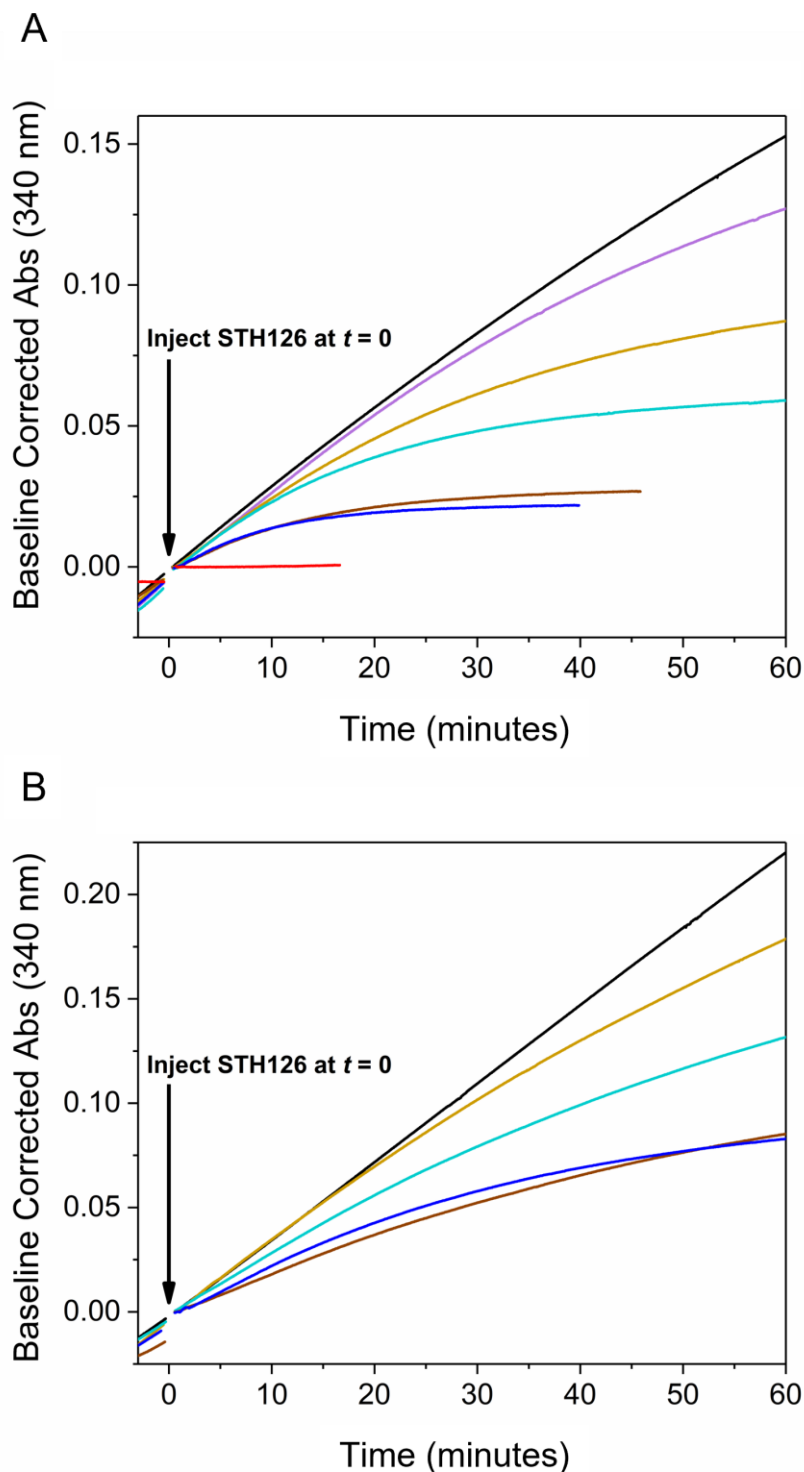 A
Baseline Corrected Abs (340 nm)
0.15
0.10
0.05
0.00
Inject STH126 at t = 0
0 10 20 30 40 50 60
Time (minutes)
B
Baseline Corrected Abs (340 nm)
0.20
0.15
0.10
0.05
0.00
Inject STH126 at t = 0
0 10 20 30 40 50 60
Time (minutes)